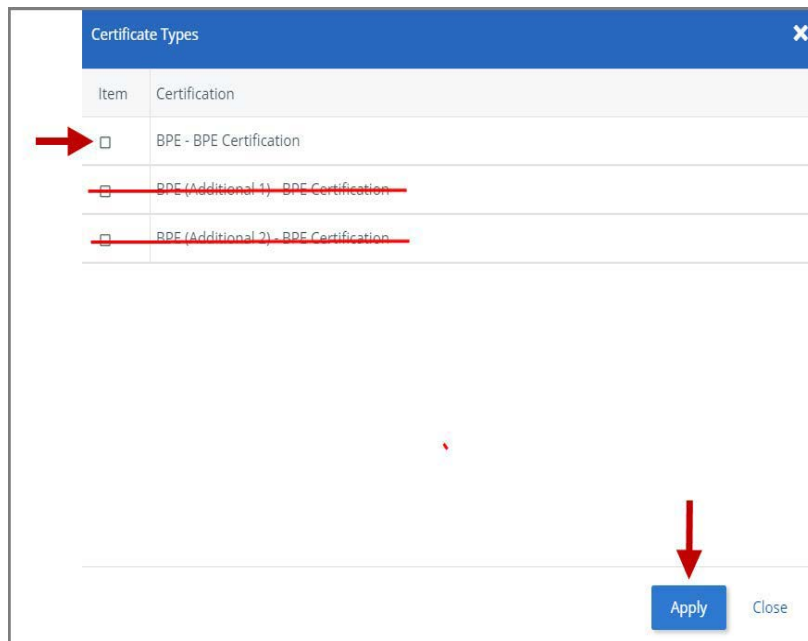 Certificate Types
Item Certification
BPE - BPE Certification
BPE (Additional 1) - BPE Certification
BPE (Additional 2) - BPE Certification
Apply Close